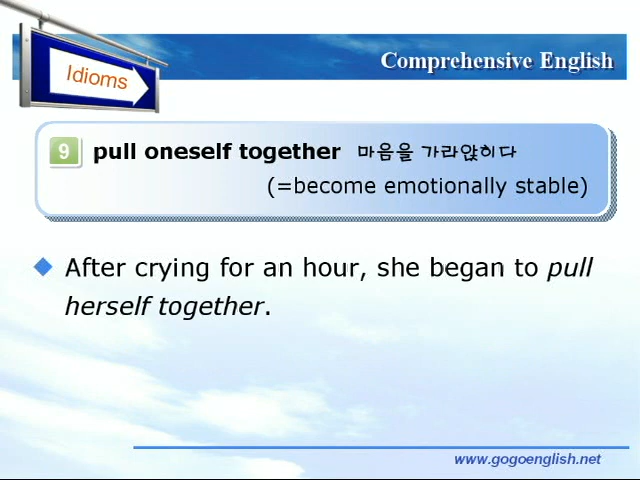 Idioms
Comprehensive English
9 pull oneself together 마음을 가라앉히다
(=become emotionally stable)
After crying for an hour, she began to pull
herself together.
www.gogoenglish.net